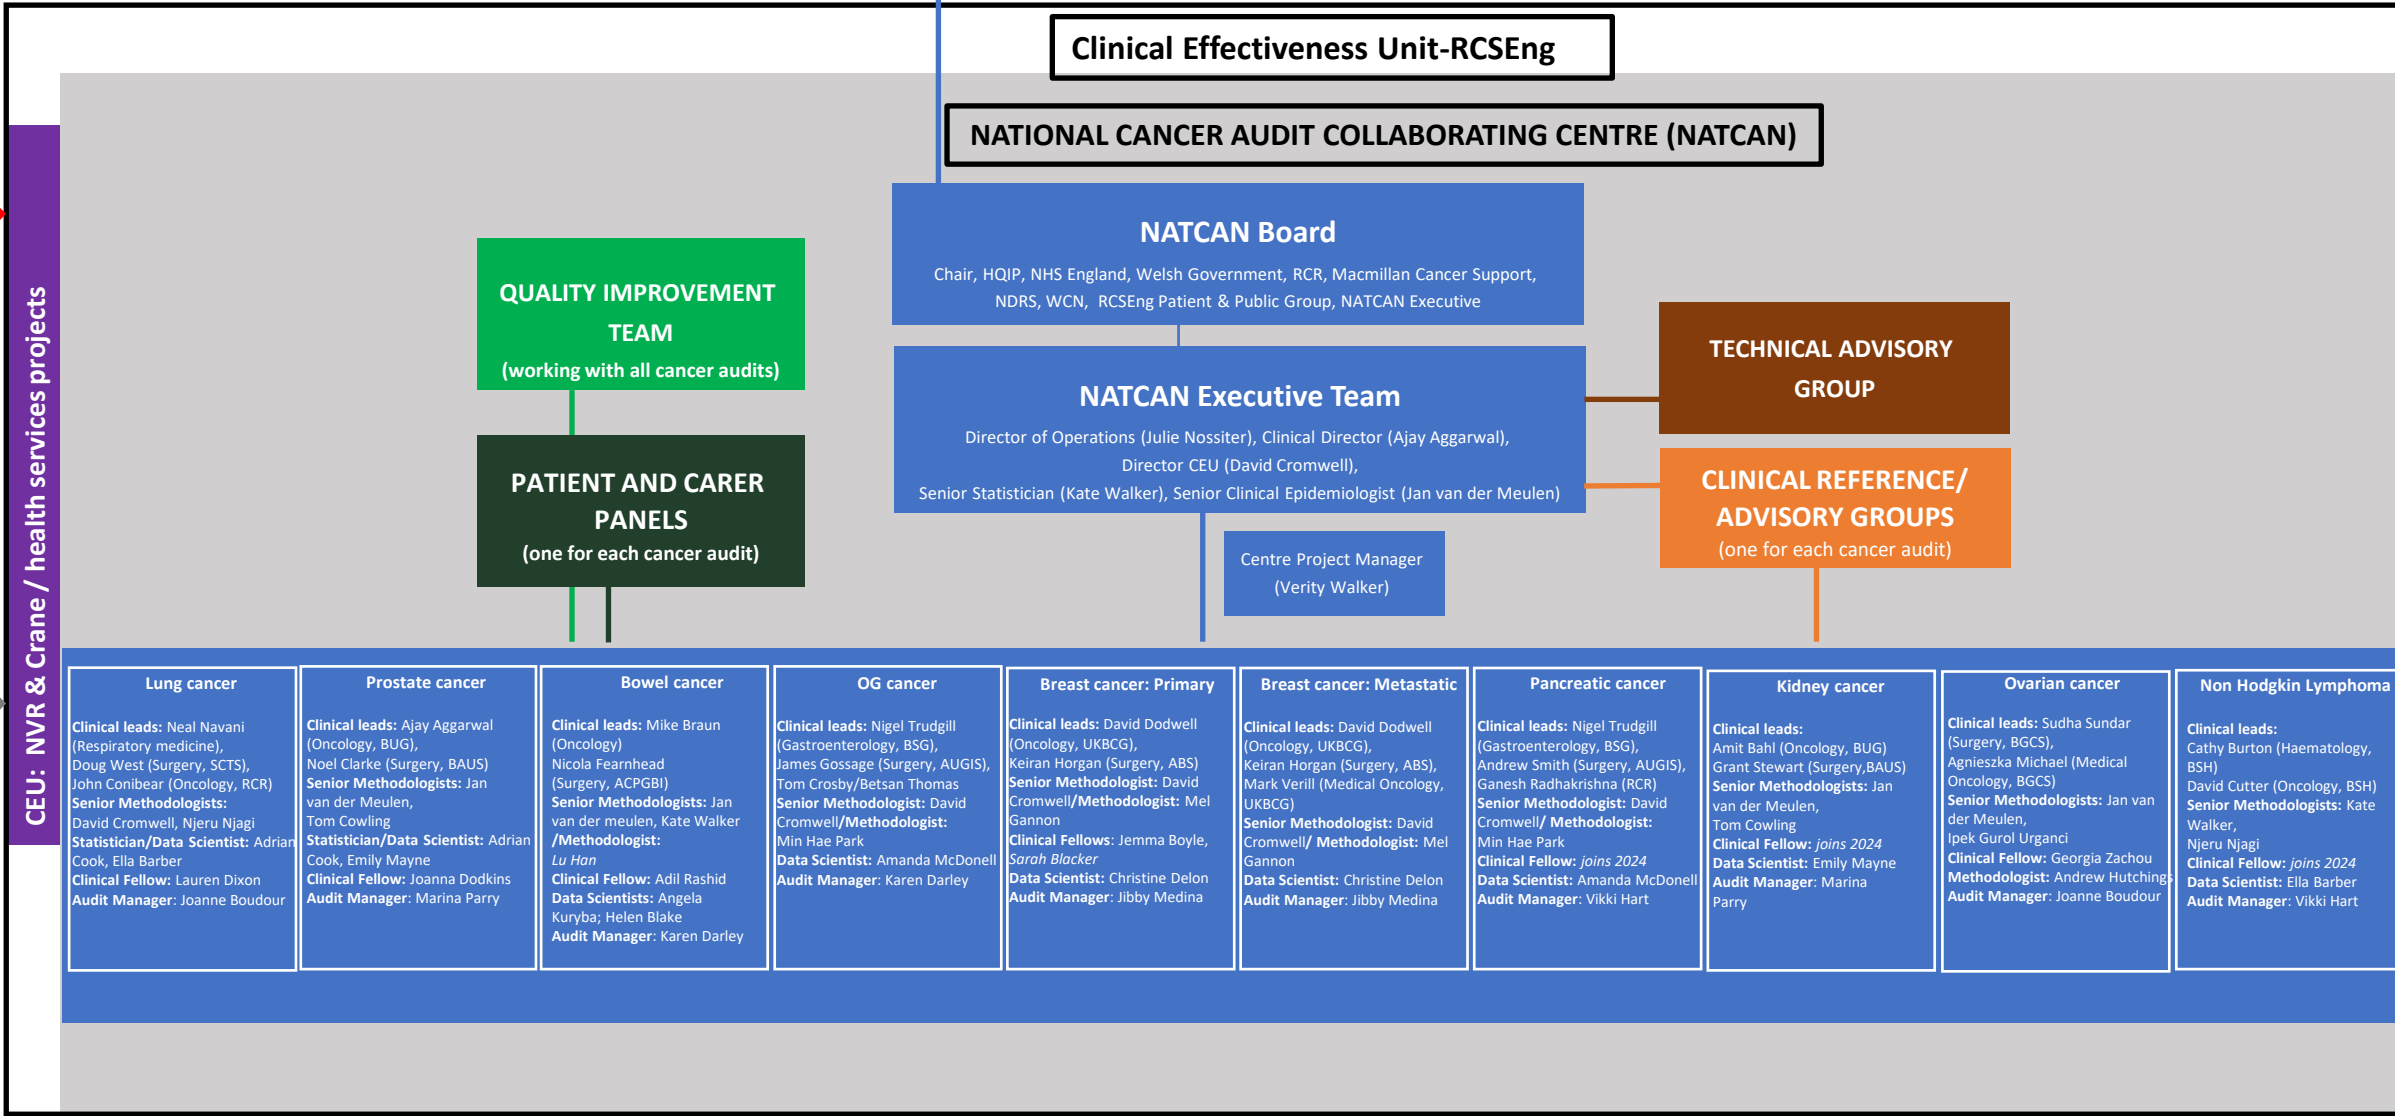 Clinical Effectiveness Unit-RCSEng
NATIONAL CANCER AUDIT COLLABORATING CENTRE (NATCAN)
CEU: NVR & Crane / health services projects
NATCAN Board
Chair, HQIP, NHS England, Welsh Government, RCR, Macmillan Cancer Support,
NDRS, WCN, RCSEng Patient & Public Group, NATCAN Executive
QUALITY IMPROVEMENT
TEAM
(working with all cancer audits)
NATCAN Executive Team
Director of Operations (Julie Nossiter), Clinical Director (Ajay Aggarwal),
Director CEU (David Cromwell),
Senior Statistician (Kate Walker), Senior Clinical Epidemiologist (Jan van der Meulen)
TECHNICAL ADVISORY
GROUP
PATIENT AND CARER
PANELS
(one for each cancer audit)
CLINICAL REFERENCE/
ADVISORY GROUPS
(one for each cancer audit)
Centre Project Manager
(Verity Walker)
Lung cancer
Clinical leads: Neal Navani
(Respiratory medicine),
Doug West (Surgery, SCTS),
John Conibear (Oncology, RCR)
Senior Methodologists:
David Cromwell, Njeru Njagi
Statistician/Data Scientist: Adrian
Cook, Ella Barber
Clinical Fellow: Lauren Dixon
Audit Manager: Joanne Boudour
Prostate cancer
Clinical leads: Ajay Aggarwal
(Oncology, BUG),
Noel Clarke (Surgery, BAUS)
Senior Methodologists: Jan
van der Meulen,
Tom Cowling
Statistician/Data Scientist: Adrian
Cook, Emily Mayne
Clinical Fellow: Joanna Dodkins
Audit Manager: Marina Parry
Bowel cancer
Clinical leads: Mike Braun
(Oncology)
Nicola Fearnhead
(Surgery, ACPGBI)
Senior Methodologists: Jan
van der meulen, Kate Walker
/Methodologist:
Lu Han
Clinical Fellow: Adil Rashid
Data Scientists: Angela
Kuryba; Helen Blake
Audit Manager: Karen Darley
OG cancer
Clinical leads: Nigel Trudgill
(Gastroenterology, BSG),
James Gossage (Surgery, AUGIS),
Tom Crosby/Betsan Thomas
Senior Methodologist: David
Cromwell/Methodologist:
Min Hae Park
Data Scientist: Amanda McDonell
Audit Manager: Karen Darley
Breast cancer: Primary
Clinical leads: David Dodwell
(Oncology, UKBCG),
Keiran Horgan (Surgery, ABS)
Senior Methodologist: David
Cromwell/Methodologist: Mel
Gannon
Clinical Fellows: Jemma Boyle,
Sarah Blacker
Data Scientist: Christine Delon
Audit Manager: Jibby Medina
Breast cancer: Metastatic
Clinical leads: David Dodwell
(Oncology, UKBCG),
Keiran Horgan (Surgery, ABS),
Mark Verill (Medical Oncology,
UKBCG)
Senior Methodologist: David
Cromwell/ Methodologist: Mel
Gannon
Data Scientist: Christine Delon
Audit Manager: Jibby Medina
Pancreatic cancer
Clinical leads: Nigel Trudgill
(Gastroenterology, BSG),
Andrew Smith (Surgery, AUGIS),
Ganesh Radhakrishna (RCR)
Senior Methodologist: David
Cromwell/ Methodologist:
Min Hae Park
Clinical Fellow: joins 2024
Data Scientist: Amanda McDonell
Audit Manager: Vikki Hart
Kidney cancer
Clinical leads:
Amit Bahl (Oncology, BUG)
Grant Stewart (Surgery,BAUS)
Senior Methodologists: Jan
van der Meulen,
Tom Cowling
Clinical Fellow: joins 2024
Data Scientist: Emily Mayne
Audit Manager: Marina
Parry
Ovarian cancer
Clinical leads: Sudha Sundar
(Surgery, BGCS),
Agnieszka Michael (Medical
Oncology, BGCS)
Senior Methodologists: Jan van
der Meulen,
Ipek Gurol Urganci
Clinical Fellow: Georgia Zachou
Methodologist: Andrew Hutchings
Audit Manager: Joanne Boudour
Non Hodgkin Lymphoma
Clinical leads:
Cathy Burton (Haematology,
BSH)
David Cutter (Oncology, BSH)
Senior Methodologists: Kate
Walker,
Njeru Njagi
Clinical Fellow: joins 2024
Data Scientist: Ella Barber
Audit Manager: Vikki Hart